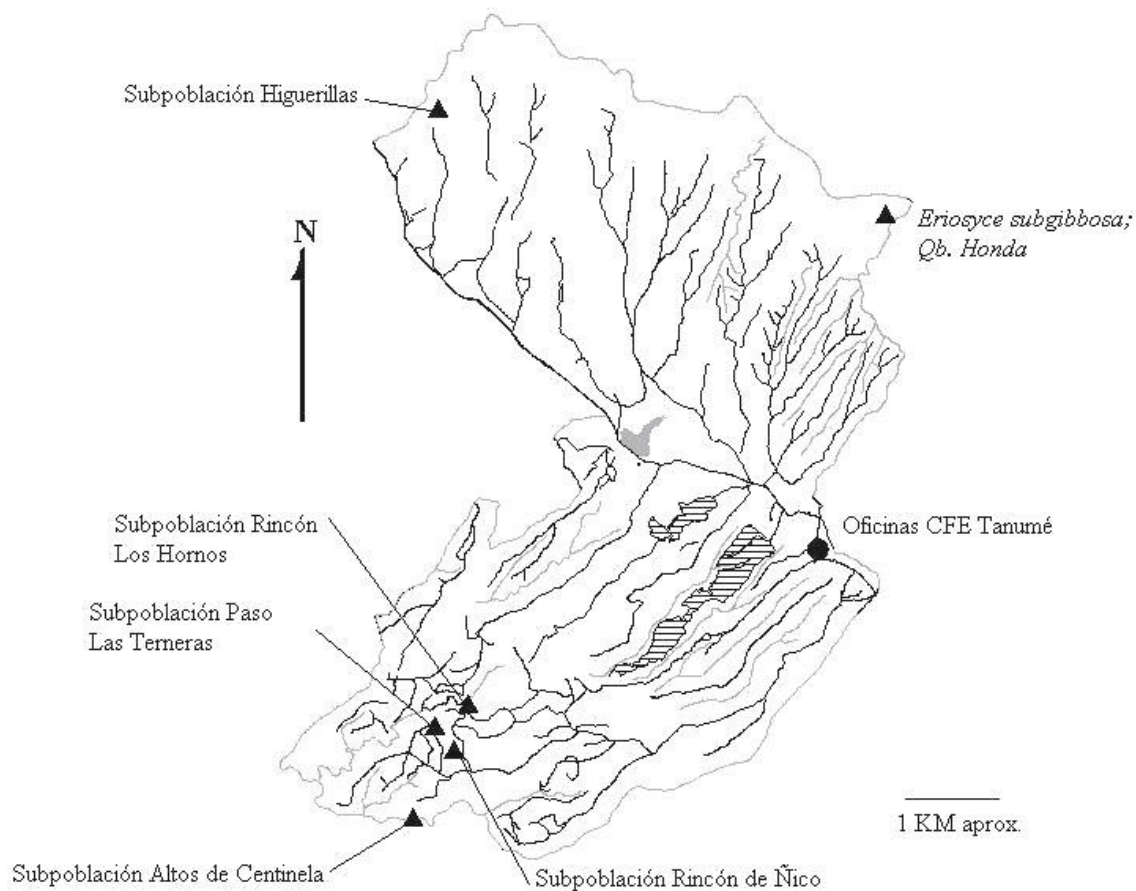 Subpoblación Higuerillas
N
Eriosyce subgibbosa;
Qb. Honda
Subpoblación Rincón
Los Hornos
Oficinas CFE Tanumé
Subpoblación Paso
Las Terneras
1 KM aprox.
Subpoblación Altos de Centinela
Subpoblación Rincón de Ñico